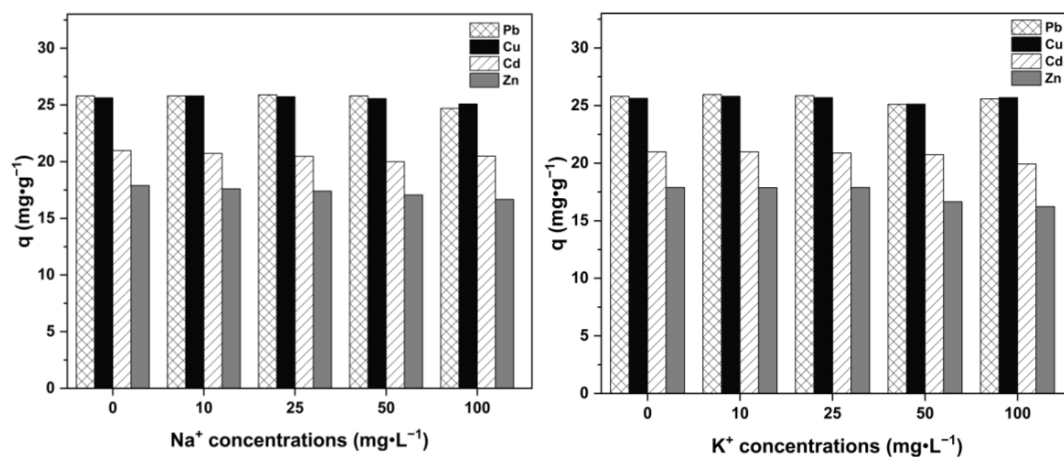 q (mg•g⁻¹)
30
25
20
15
10
5
0
Pb
Cu
Cd
Zn
0 10 25 50 100
Na⁺ concentrations (mg•L⁻¹)
q (mg•g⁻¹)
30
25
20
15
10
5
0
Pb
Cu
Cd
Zn
0 10 25 50 100
K⁺ concentrations (mg•L⁻¹)